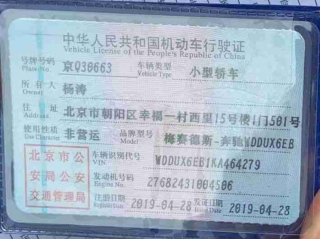 中华人民共和国机动车行驶证
Vehicle License of the People's Republic of China
号牌号码 京Q30663 车辆类型 小型轿车
Plate No. Vehicle Type
所有人 杨涛
Owner
住址 北京市朝阳区幸福一村西里15号楼1门501号
Address
使用性质 非营运 品牌型号 梅赛德斯-奔驰WDDUX6EB
Use Character Model
北京市公安局公安交通管理局
车辆识别代号 WDDUX6EB1KA464279
VIN
发动机号码 27682431004506
Engine No.
注册日期 2019-04-28 发证日期 2019-04-28
Register Date Issue Date